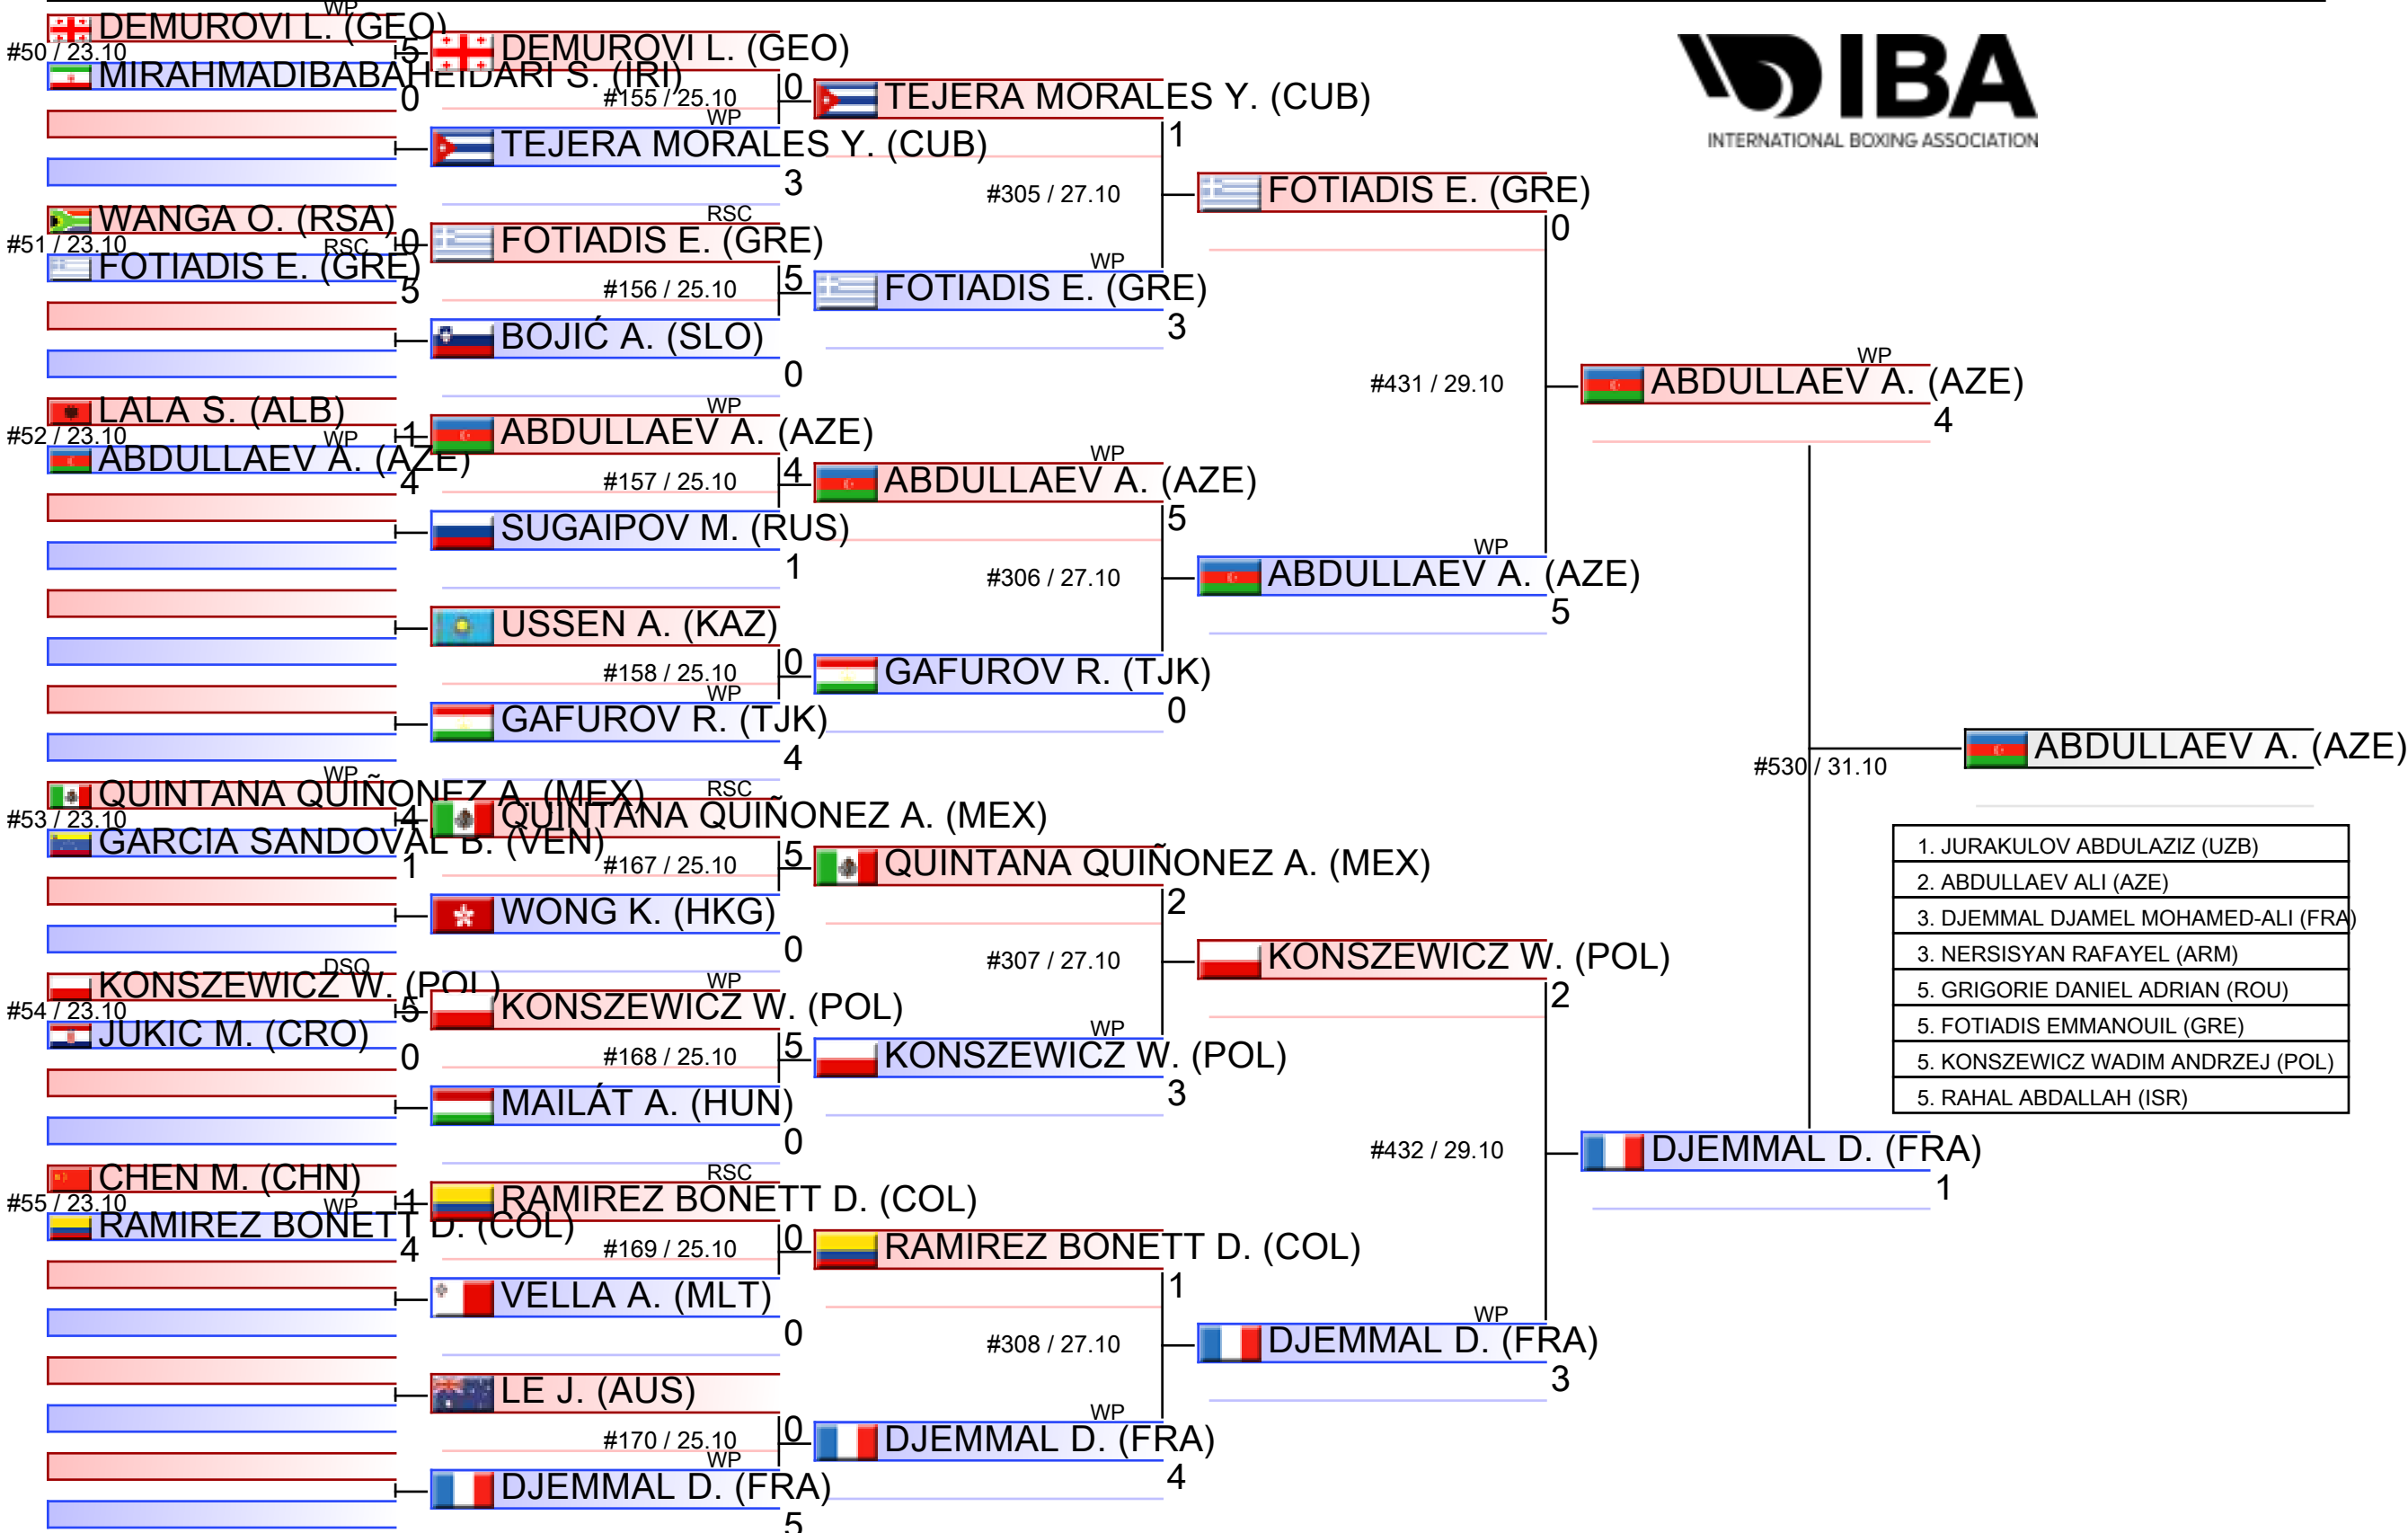 IBA
INTERNATIONAL BOXING ASSOCIATION
WP
DEMUROVI L. (GEO)
5
#50 / 23.10
MIRAHMADIBABAHEIDARI S. (IRI)
0
WANGA O. (RSA)
0
#51 / 23.10
RSC
FOTIADIS E. (GRE)
5
LALA S. (ALB)
1
#52 / 23.10
WP
ABDULLAEV A. (AZE)
4
WP
QUINTANA QUIÑONEZ A. (MEX)
4
#53 / 23.10
GARCIA SANDOVAL B. (VEN)
1
DSQ
KONSZEWICZ W. (POL)
5
#54 / 23.10
JUKIC M. (CRO)
0
CHEN M. (CHN)
1
#55 / 23.10
WP
RAMIREZ BONETT D. (COL)
4
DEMUROVI L. (GEO)
0
#155 / 25.10
WP
TEJERA MORALES Y. (CUB)
3
RSC
FOTIADIS E. (GRE)
5
#156 / 25.10
BOJIĆ A. (SLO)
0
WP
ABDULLAEV A. (AZE)
4
#157 / 25.10
SUGAIPOV M. (RUS)
1
USSEN A. (KAZ)
0
#158 / 25.10
WP
GAFUROV R. (TJK)
4
RSC
QUINTANA QUIÑONEZ A. (MEX)
5
#167 / 25.10
WONG K. (HKG)
0
WP
KONSZEWICZ W. (POL)
5
#168 / 25.10
MAILÁT A. (HUN)
0
RSC
RAMIREZ BONETT D. (COL)
0
#169 / 25.10
VELLA A. (MLT)
0
LE J. (AUS)
0
#170 / 25.10
WP
DJEMMAL D. (FRA)
5
0
TEJERA MORALES Y. (CUB)
1
#305 / 27.10
WP
FOTIADIS E. (GRE)
3
WP
ABDULLAEV A. (AZE)
5
#306 / 27.10
GAFUROV R. (TJK)
0
QUINTANA QUIÑONEZ A. (MEX)
2
#307 / 27.10
WP
KONSZEWICZ W. (POL)
3
RAMIREZ BONETT D. (COL)
1
#308 / 27.10
WP
DJEMMAL D. (FRA)
4
FOTIADIS E. (GRE)
0
#431 / 29.10
WP
ABDULLAEV A. (AZE)
5
KONSZEWICZ W. (POL)
2
#432 / 29.10
WP
DJEMMAL D. (FRA)
3
WP
ABDULLAEV A. (AZE)
4
#530 / 31.10
DJEMMAL D. (FRA)
1
ABDULLAEV A. (AZE)
1. JURAKULOV ABDULAZIZ (UZB)
2. ABDULLAEV ALI (AZE)
3. DJEMMAL DJAMEL MOHAMED-ALI (FRA)
3. NERSISYAN RAFAYEL (ARM)
5. GRIGORIE DANIEL ADRIAN (ROU)
5. FOTIADIS EMMANOUIL (GRE)
5. KONSZEWICZ WADIM ANDRZEJ (POL)
5. RAHAL ABDALLAH (ISR)